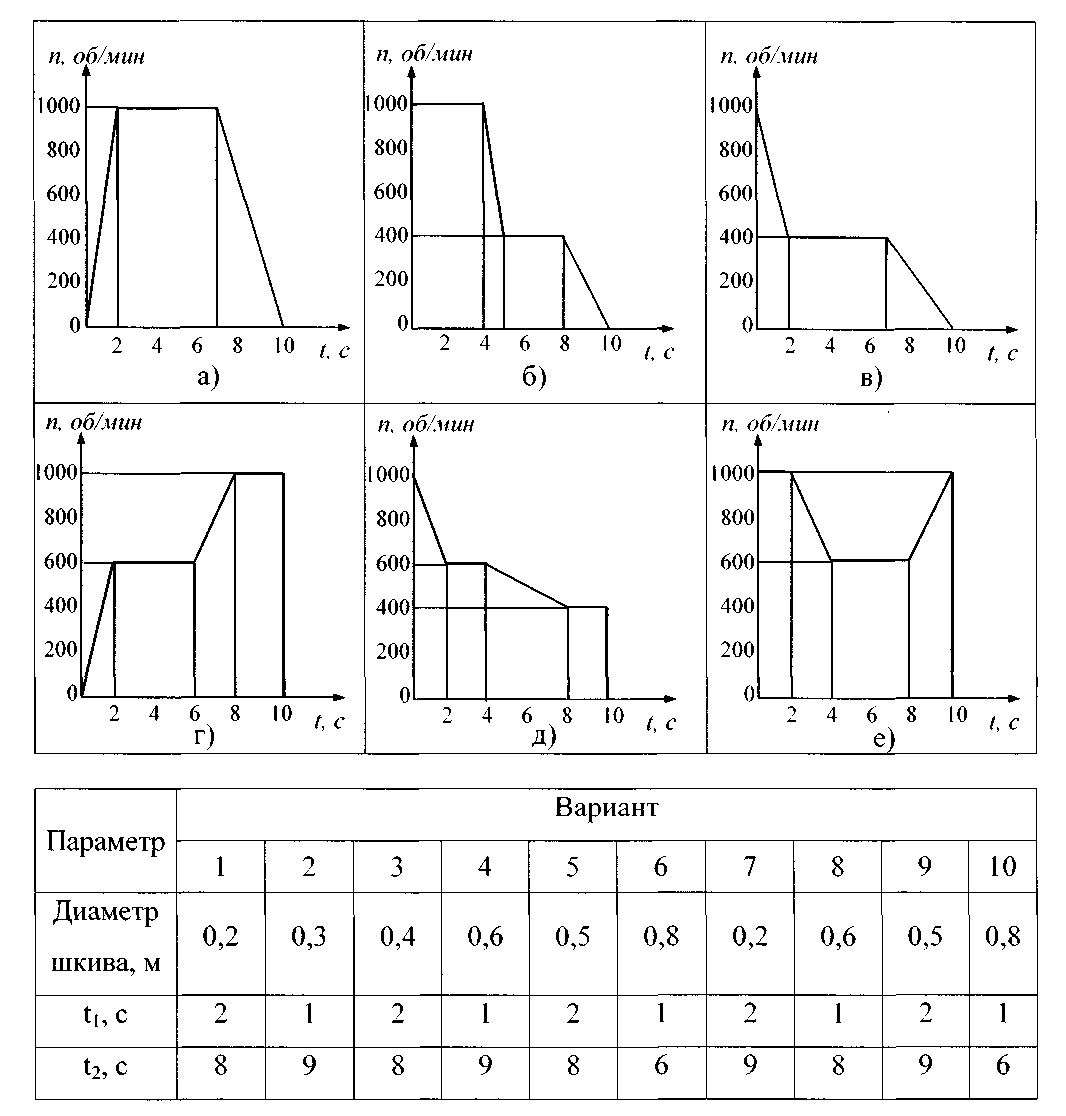 n, об/мин
1000
800
600
400
200
0
2 4 6 8 10 t, с
а)
n, об/мин
1000
800
600
400
200
0
2 4 6 8 10 t, с
б)
n, об/мин
1000
800
600
400
200
0
2 4 6 8 10 t, с
в)
n, об/мин
1000
800
600
400
200
0
2 4 6 8 10 t, с
г)
n, об/мин
1000
800
600
400
200
0
2 4 6 8 10 t, с
д)
n, об/мин
1000
800
600
400
200
0
2 4 6 8 10 t, с
е)
Параметр Вариант
1 2 3 4 5 6 7 8 9 10
Диаметр
шкива, м 0,2 0,3 0,4 0,6 0,5 0,8 0,2 0,6 0,5 0,8
t₁, с 2 1 2 1 2 1 2 1 2 1
t₂, с 8 9 8 9 8 6 9 8 9 6